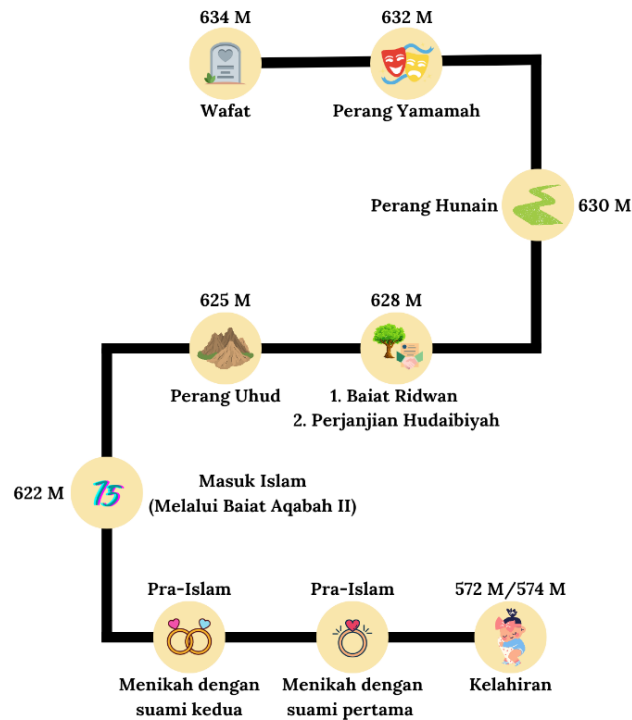 634 M
632 M
Wafat
Perang Yamamah
Perang Hunain
630 M
625 M
628 M
Perang Uhud
1. Baiat Ridwan
2. Perjanjian Hudaibiyah
622 M
75
Masuk Islam
(Melalui Baiat Aqabah II)
Pra-Islam
Pra-Islam
572 M/574 M
Menikah dengan
suami kedua
Menikah dengan
suami pertama
Kelahiran